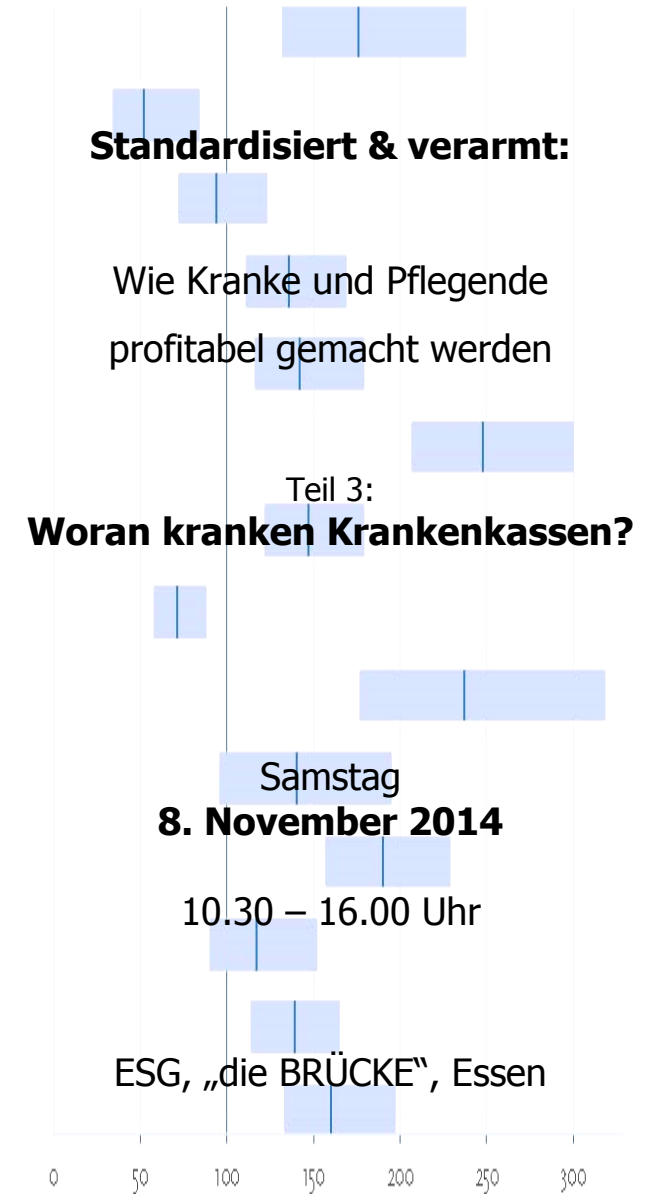 Standardisiert & verarmt:
Wie Kranke und Pflegende
profitabel gemacht werden
Teil 3:
Woran kranken Krankenkassen?
Samstag
8. November 2014
10.30 – 16.00 Uhr
ESG, „die BRÜCKE“, Essen
0 50 100 150 200 250 300